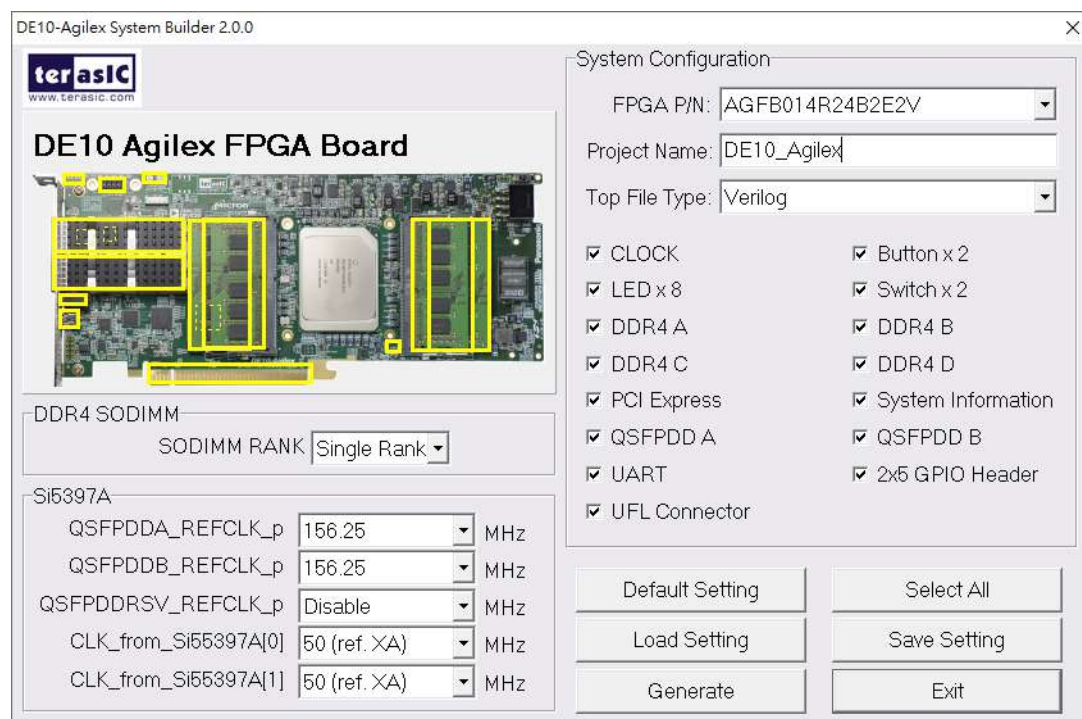 DE10-Agilex System Builder 2.0.0
terasIC
www.terasic.com
DE10 Agilex FPGA Board
DDR4 SODIMM
SODIMM RANK Single Rank
Si5397A
QSFPDDA_REFCLK_p 156.25 MHz
QSFPDDB_REFCLK_p 156.25 MHz
QSFPDDRSV_REFCLK_p Disable MHz
CLK_from_Si55397A[0] 50 (ref. XA) MHz
CLK_from_Si55397A[1] 50 (ref. XA) MHz
System Configuration
FPGA P/N: AGFB014R24B2E2V
Project Name: DE10_Agilex
Top File Type: Verilog
CLOCK Button x 2
LED x 8 Switch x 2
DDR4 A DDR4 B
DDR4 C DDR4 D
PCI Express System Information
QSFPDD A QSFPDD B
UART 2x5 GPIO Header
UFL Connector
Default Setting Select All
Load Setting Save Setting
Generate Exit